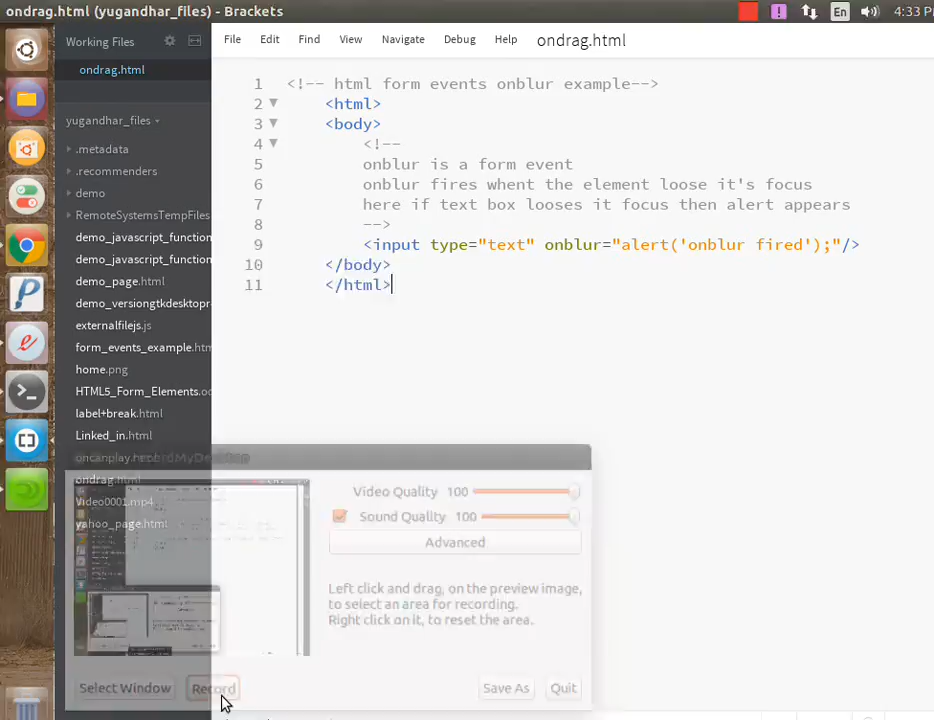 ondrag.html (yugandhar_files) - Brackets
En
4:33 P
Working Files
ondrag.html
yugandhar_files
.metadata
.recommenders
demo
RemoteSystemsTempFiles
demo_javascript_function
demo_javascript_function
demo_page.html
demo_versiongtkdesktopr
externalfilejs.js
form_events_example.htm
home.png
HTML5_Form_Elements.oc
label+break.html
Linked_in.html
oncanplay.html
ondrag.html
Video0001.mp4
yahoo_page.html
File Edit Find View Navigate Debug Help ondrag.html
1 <!-- html form events onblur example-->
2 <html>
3 <body>
4 <!--
5 onblur is a form event
6 onblur fires whent the element loose it's focus
7 here if text box looses it focus then alert appears
8 -->
9 <input type="text" onblur="alert('onblur fired');"/>
10 </body>
11 </html>
recordMyDesktop
Video Quality 100
Sound Quality 100
Advanced
Left click and drag, on the preview image,
to select an area for recording.
Right click on it, to reset the area.
Select Window Record Save As Quit